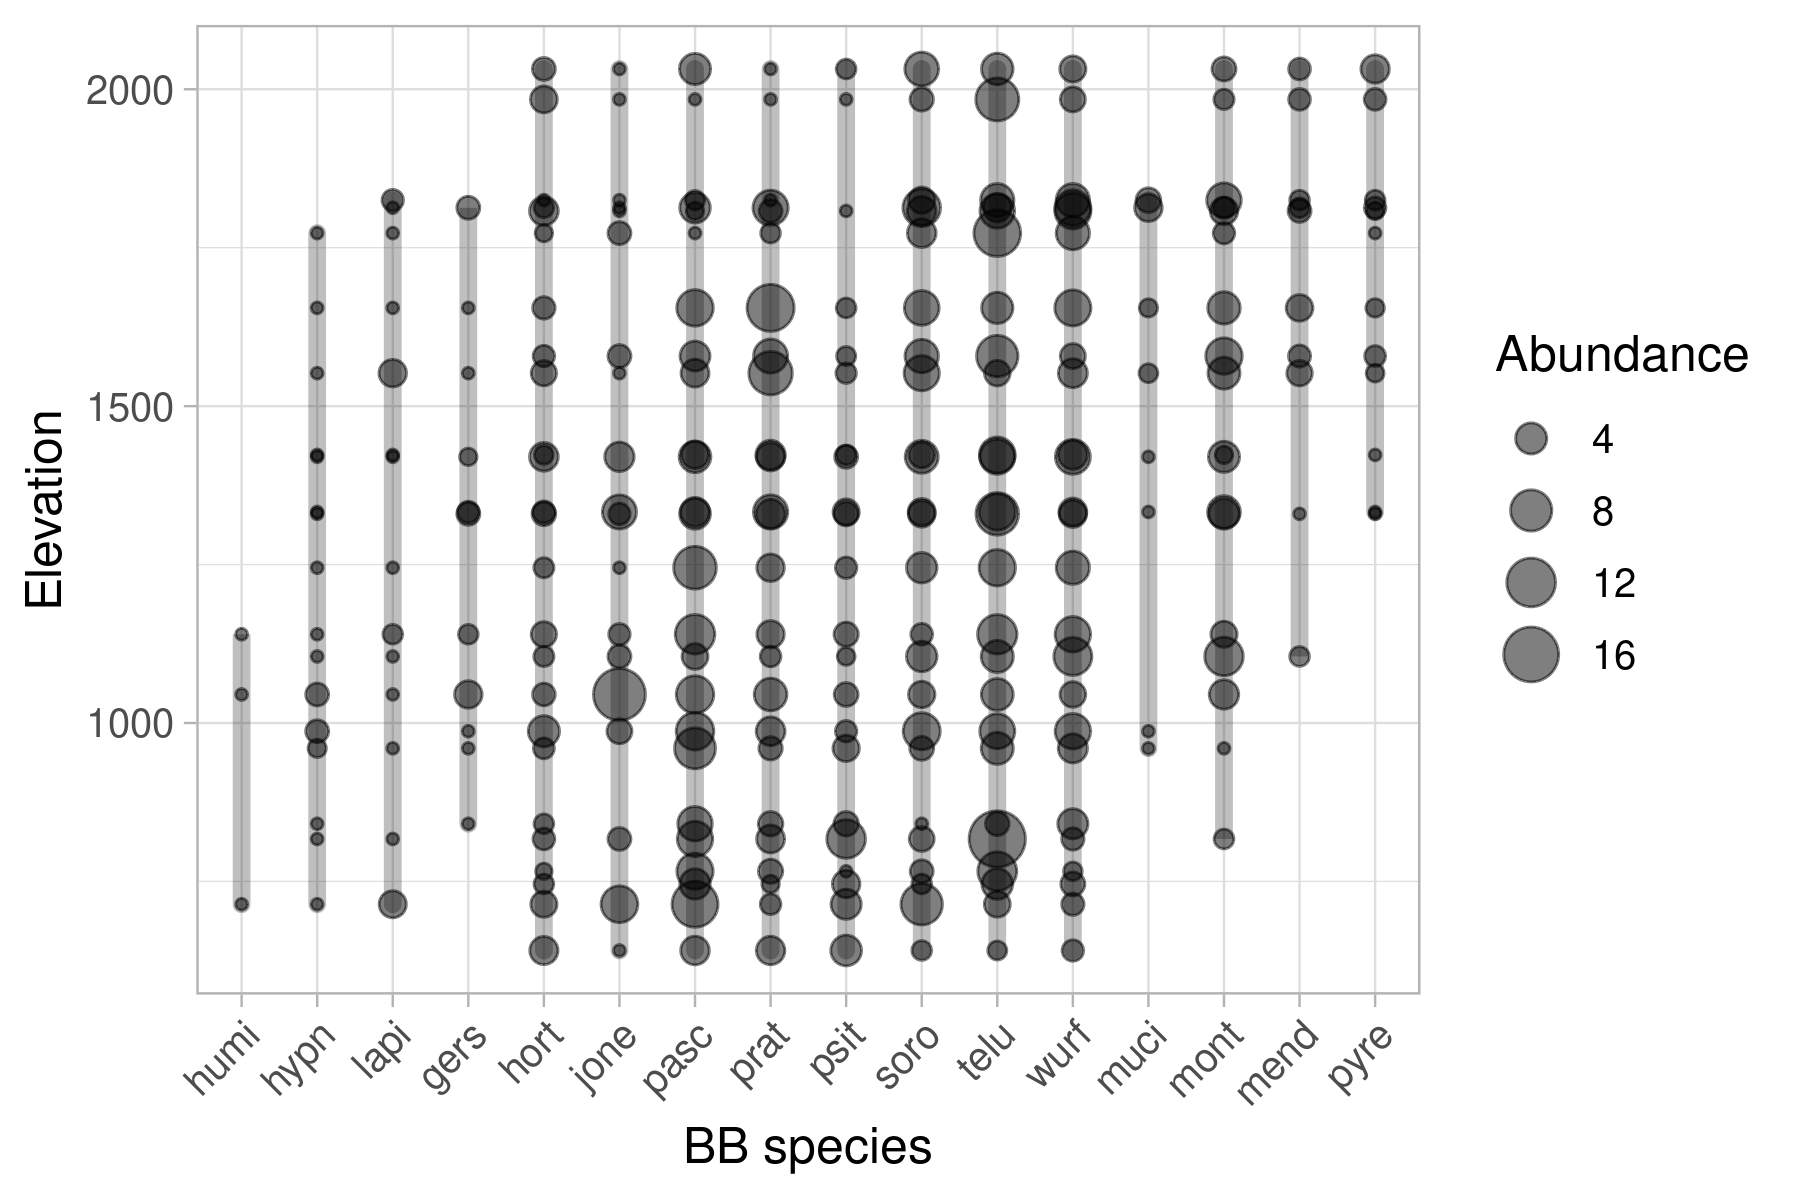 2000
1500
1000
Elevation
humi
hypn
lapi
gers
hort
jone
pasc
prat
psit
soro
telu
wurf
muci
mont
mend
pyre
BB species
Abundance
4
8
12
16